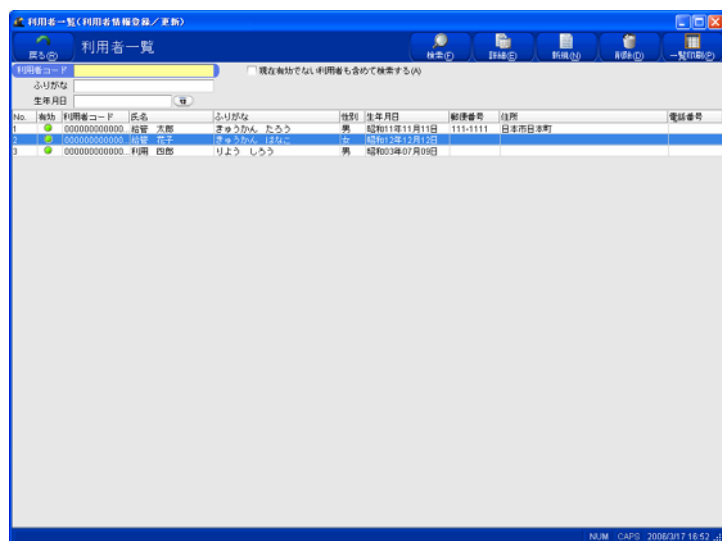 利用者一覧(利用者情報登録/更新)
戻る(R) 利用者一覧 検索(F) 詳細(E) 新規(N) 削除(D) 一覧印刷(P)
利用者コード 現在有効でない利用者も含めて検索する(A)
ふりがな
生年月日
No. 有効 利用者コード 氏名 ふりがな 性別 生年月日 郵便番号 住所 電話番号
1 000000000000... 給管 太郎 きゅうかん たろう 男 昭和11年11月11日 111-1111 日本市日本町
2 000000000000... 給管 花子 きゅうかん はなこ 女 昭和12年12月12日
3 000000000000... 利用 四郎 りよう しろう 男 昭和03年07月09日
NUM CAPS 2006/3/17 16:52